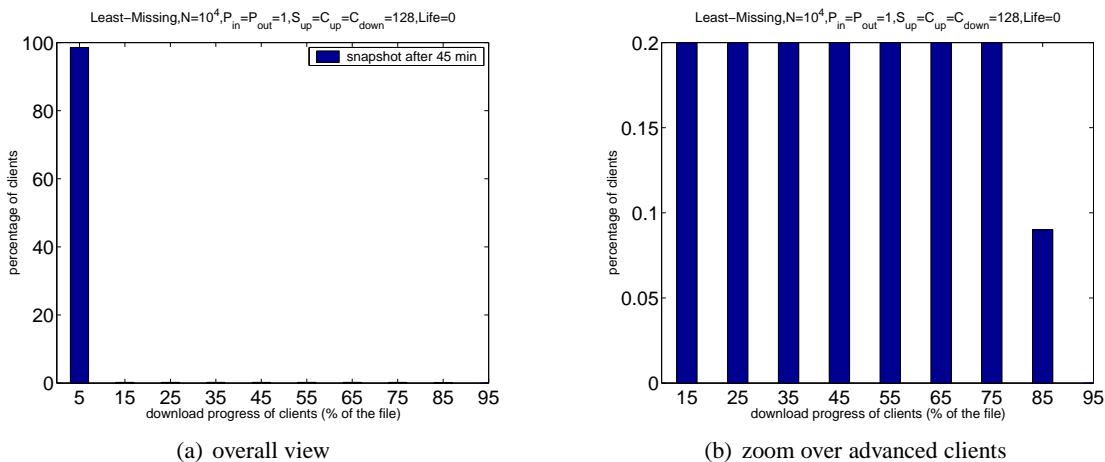 Least−Missing,N=10⁴,P_in=P_out=1,S_up=C_up=C_down=128,Life=0
100
80
60
40
20
0
percentage of clients
snapshot after 45 min
5 15 25 35 45 55 65 75 85 95
download progress of clients (% of the file)
(a) overall view
Least−Missing,N=10⁴,P_in=P_out=1,S_up=C_up=C_down=128,Life=0
0.2
0.15
0.1
0.05
0
percentage of clients
15 25 35 45 55 65 75 85 95
download progress of clients (% of the file)
(b) zoom over advanced clients